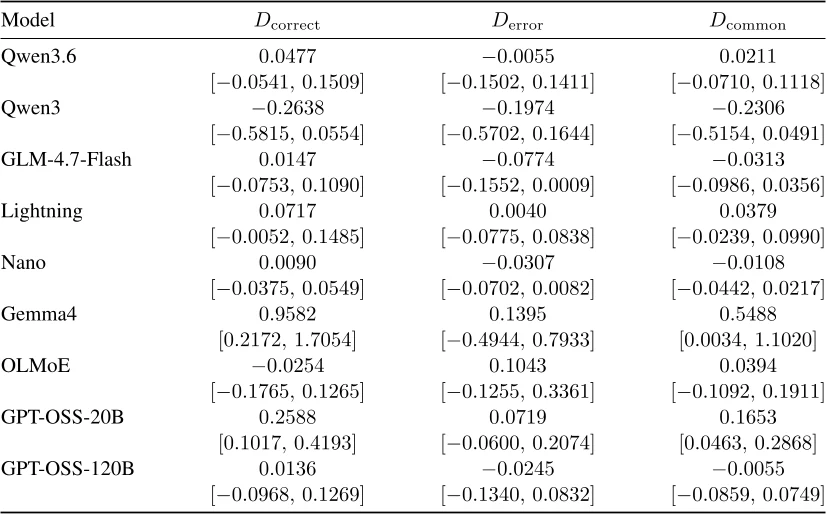 Model D_correct D_error D_common
Qwen3.6 0.0477 −0.0055 0.0211
[−0.0541, 0.1509] [−0.1502, 0.1411] [−0.0710, 0.1118]
Qwen3 −0.2638 −0.1974 −0.2306
[−0.5815, 0.0554] [−0.5702, 0.1644] [−0.5154, 0.0491]
GLM-4.7-Flash 0.0147 −0.0774 −0.0313
[−0.0753, 0.1090] [−0.1552, 0.0009] [−0.0986, 0.0356]
Lightning 0.0717 0.0040 0.0379
[−0.0052, 0.1485] [−0.0775, 0.0838] [−0.0239, 0.0990]
Nano 0.0090 −0.0307 −0.0108
[−0.0375, 0.0549] [−0.0702, 0.0082] [−0.0442, 0.0217]
Gemma4 0.9582 0.1395 0.5488
[0.2172, 1.7054] [−0.4944, 0.7933] [0.0034, 1.1020]
OLMoE −0.0254 0.1043 0.0394
[−0.1765, 0.1265] [−0.1255, 0.3361] [−0.1092, 0.1911]
GPT-OSS-20B 0.2588 0.0719 0.1653
[0.1017, 0.4193] [−0.0600, 0.2074] [0.0463, 0.2868]
GPT-OSS-120B 0.0136 −0.0245 −0.0055
[−0.0968, 0.1269] [−0.1340, 0.0832] [−0.0859, 0.0749]